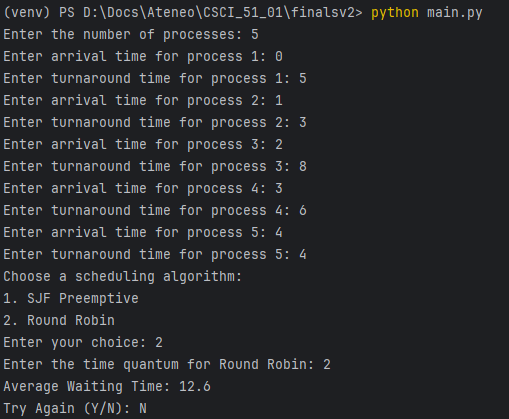 (venv) PS D:\Docs\Ateneo\CSCI_51_01\finalsv2> python main.py
Enter the number of processes: 5
Enter arrival time for process 1: 0
Enter turnaround time for process 1: 5
Enter arrival time for process 2: 1
Enter turnaround time for process 2: 3
Enter arrival time for process 3: 2
Enter turnaround time for process 3: 8
Enter arrival time for process 4: 3
Enter turnaround time for process 4: 6
Enter arrival time for process 5: 4
Enter turnaround time for process 5: 4
Choose a scheduling algorithm:
1. SJF Preemptive
2. Round Robin
Enter your choice: 2
Enter the time quantum for Round Robin: 2
Average Waiting Time: 12.6
Try Again (Y/N): N